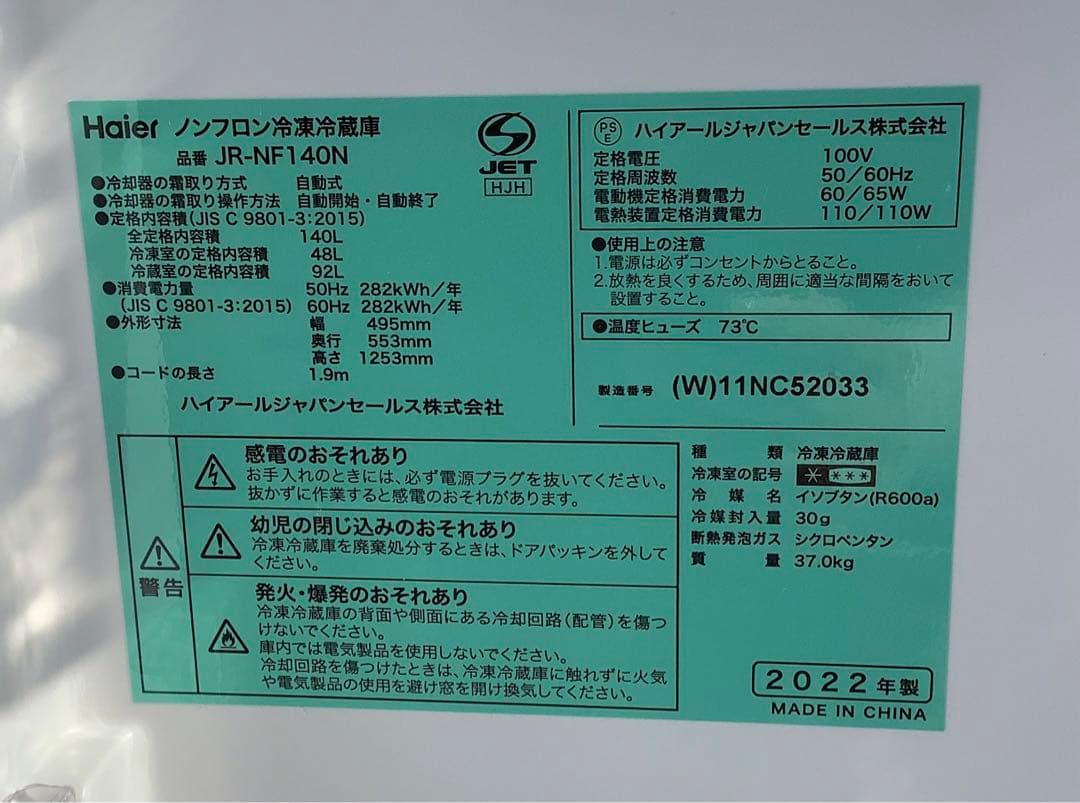 Haier ノンフロン冷凍冷蔵庫
品番 JR-NF140N
●冷却器の霜取り方式 自動式
●冷却器の霜取り操作方法 自動開始・自動終了
●定格内容積(JIS C 9801-3:2015)
全定格内容積 140L
冷凍室の定格内容積 48L
冷蔵室の定格内容積 92L
●消費電力量 50Hz 282kWh/年
(JIS C 9801-3:2015) 60Hz 282kWh/年
●外形寸法 幅 495mm
奥行 553mm
高さ 1253mm
●コードの長さ 1.9m
ハイアールジャパンセールス株式会社
S
JET
HJH
PS
E
ハイアールジャパンセールス株式会社
定格電圧 100V
定格周波数 50/60Hz
電動機定格消費電力 60/65W
電熱装置定格消費電力 110/110W
●使用上の注意
1.電源は必ずコンセントからとること。
2.放熱を良くするため、周囲に適当な間隔をおいて
設置すること。
●温度ヒューズ 73℃
製造番号 (W)11NC52033
警告
感電のおそれあり
お手入れのときには、必ず電源プラグを抜いてください。
抜かずに作業すると感電のおそれがあります。
幼児の閉じ込みのおそれあり
冷凍冷蔵庫を廃棄処分するときは、ドアパッキンを外して
ください。
発火・爆発のおそれあり
冷凍冷蔵庫の背面や側面にある冷却回路(配管)を傷つ
けないでください。
庫内では電気製品を使用しないでください。
冷却回路を傷つけたときは、冷凍冷蔵庫に触れずに火気
や電気製品の使用を避け窓を開け換気してください。
種類 冷凍冷蔵庫
冷凍室の記号 * ***
冷媒名 イソブタン(R600a)
冷媒封入量 30g
断熱発泡ガス シクロペンタン
質量 37.0kg
2022年製
MADE IN CHINA